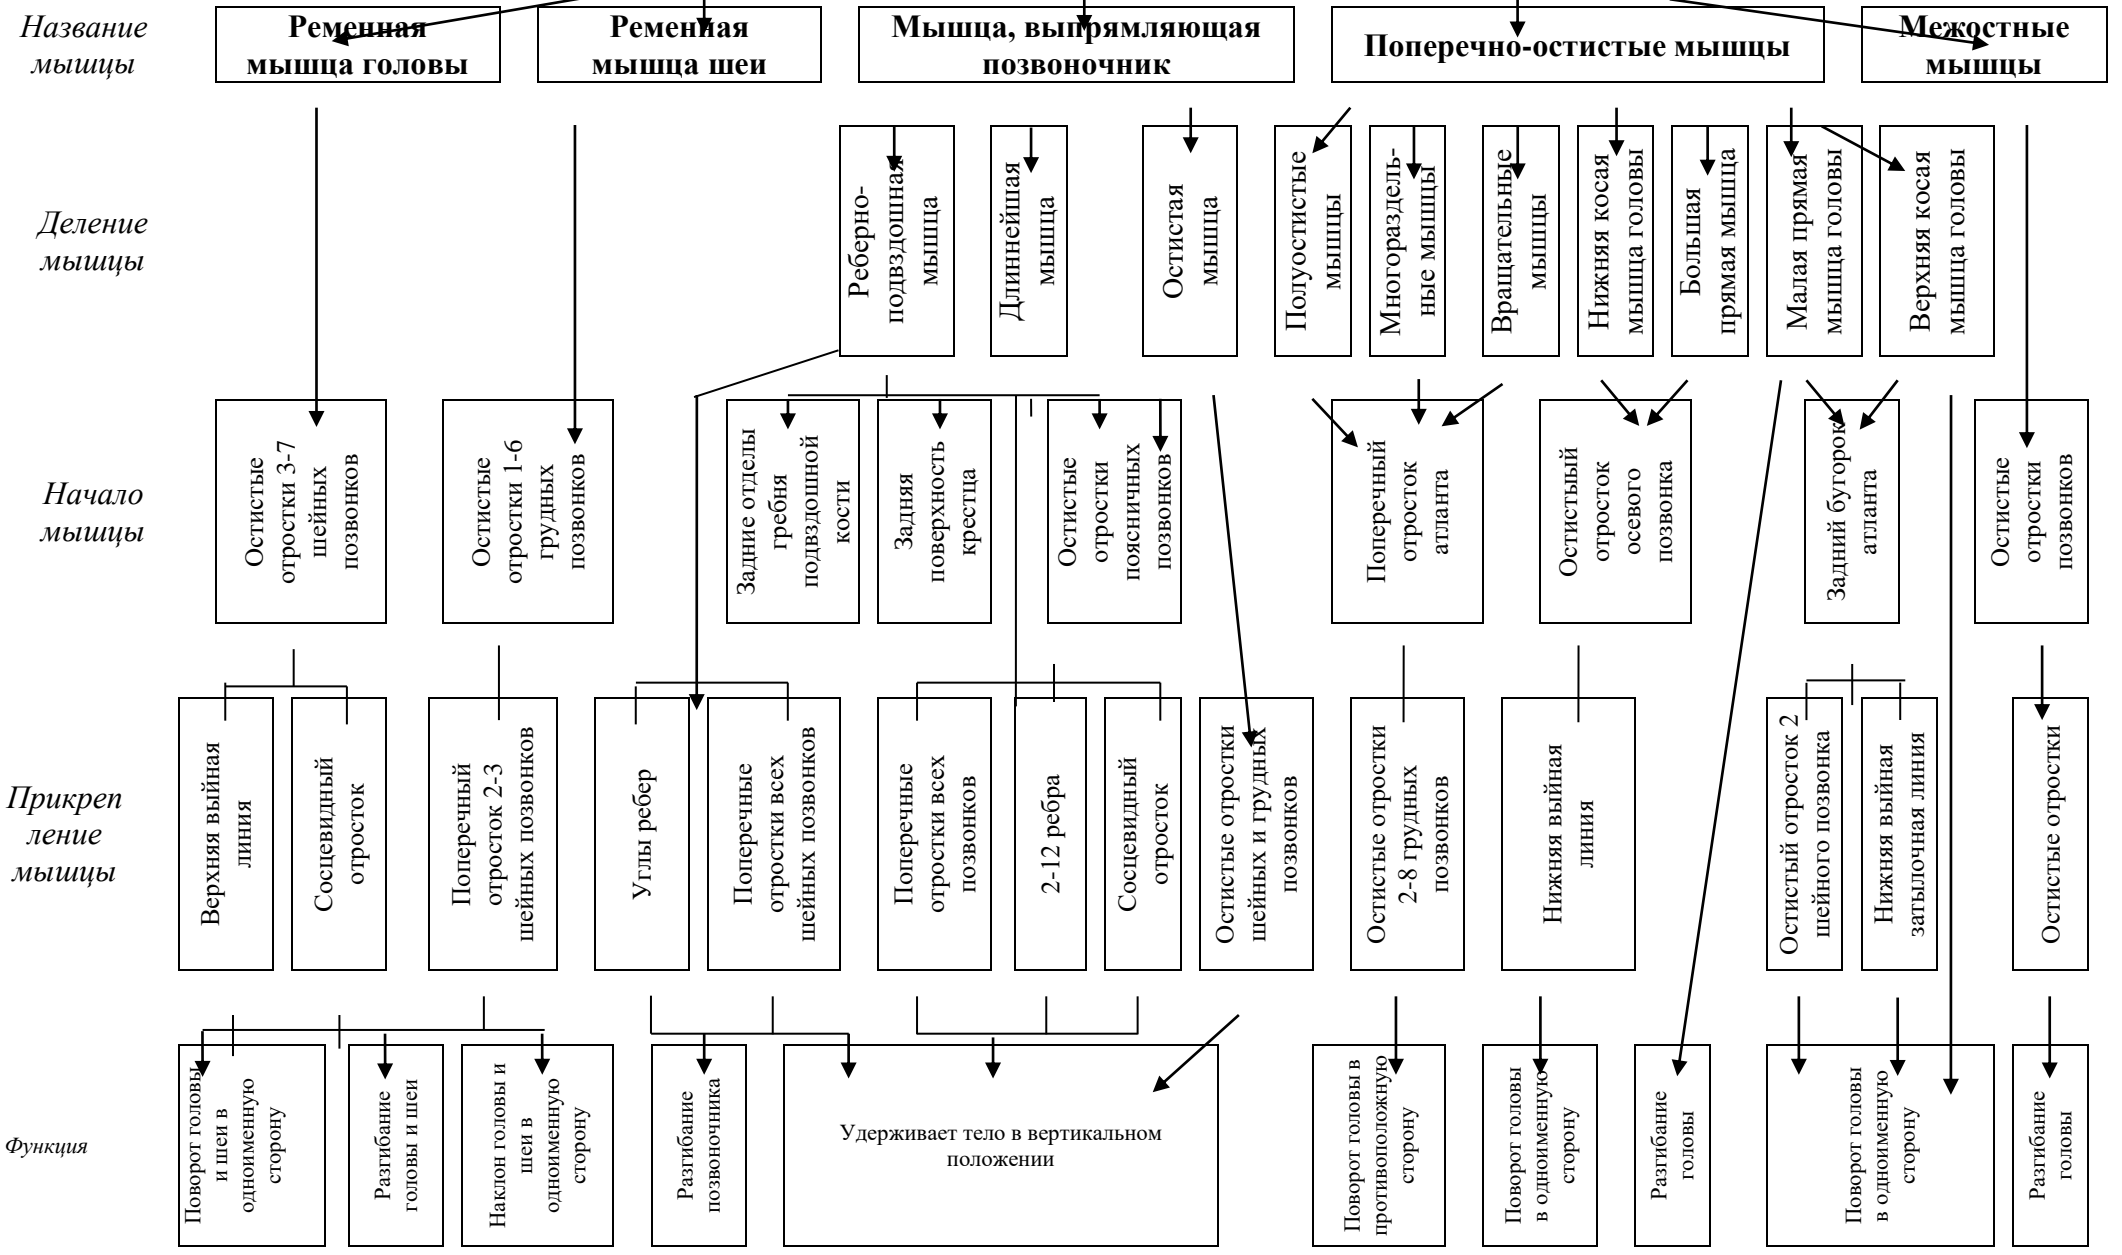 Название
мышцы
Ременная
мышца головы
Ременная
мышца шеи
Мышца, выпрямляющая
позвоночник
Поперечно-остистые мышцы
Межостные
мышцы
Деление
мышцы
Реберно-
подвздошная
мышца
Длиннейшая
мышца
Остистая
мышца
Полуостистые
мышцы
Многораздель-
ные мышцы
Вращательные
мышцы
Нижняя косая
мышца головы
Большая
прямая мышца
Малая прямая
мышца головы
Верхняя косая
мышца головы
Начало
мышцы
Остистые
отростки 3-7
шейных
позвонков
Остистые
отростки 1-6
грудных
позвонков
Задние отделы
гребня
подвздошной
кости
Задняя
поверхность
крестца
Остистые
отростки
поясничных
позвонков
Поперечный
отросток
атланта
Остистый
отросток
осевого
позвонка
Задний бугорок
атланта
Остистые
отростки
позвонков
Прикреп
ление
мышцы
Верхняя выйная
линия
Сосцевидный
отросток
Поперечный
отросток 2-3
шейных позвонков
Углы ребер
Поперечные
отростки всех
шейных позвонков
Поперечные
отростки всех
позвонков
2-12 ребра
Сосцевидный
отросток
Остистые отростки
шейных и грудных
позвонков
Остистые отростки
2-8 грудных
позвонков
Нижняя выйная
линия
Остистый отросток 2
шейного позвонка
Нижняя выйная
затылочная линия
Остистые отростки
Функция
Поворот головы
и шеи в
одноименную
сторону
Разгибание
головы и шеи
Наклон головы и
шеи в
одноименную
сторону
Разгибание
позвоночника
Удерживает тело в вертикальном
положении
Поворот головы в
противоположную
сторону
Поворот головы
в одноименную
сторону
Разгибание
головы
Поворот головы
в одноименную
сторону
Разгибание
головы